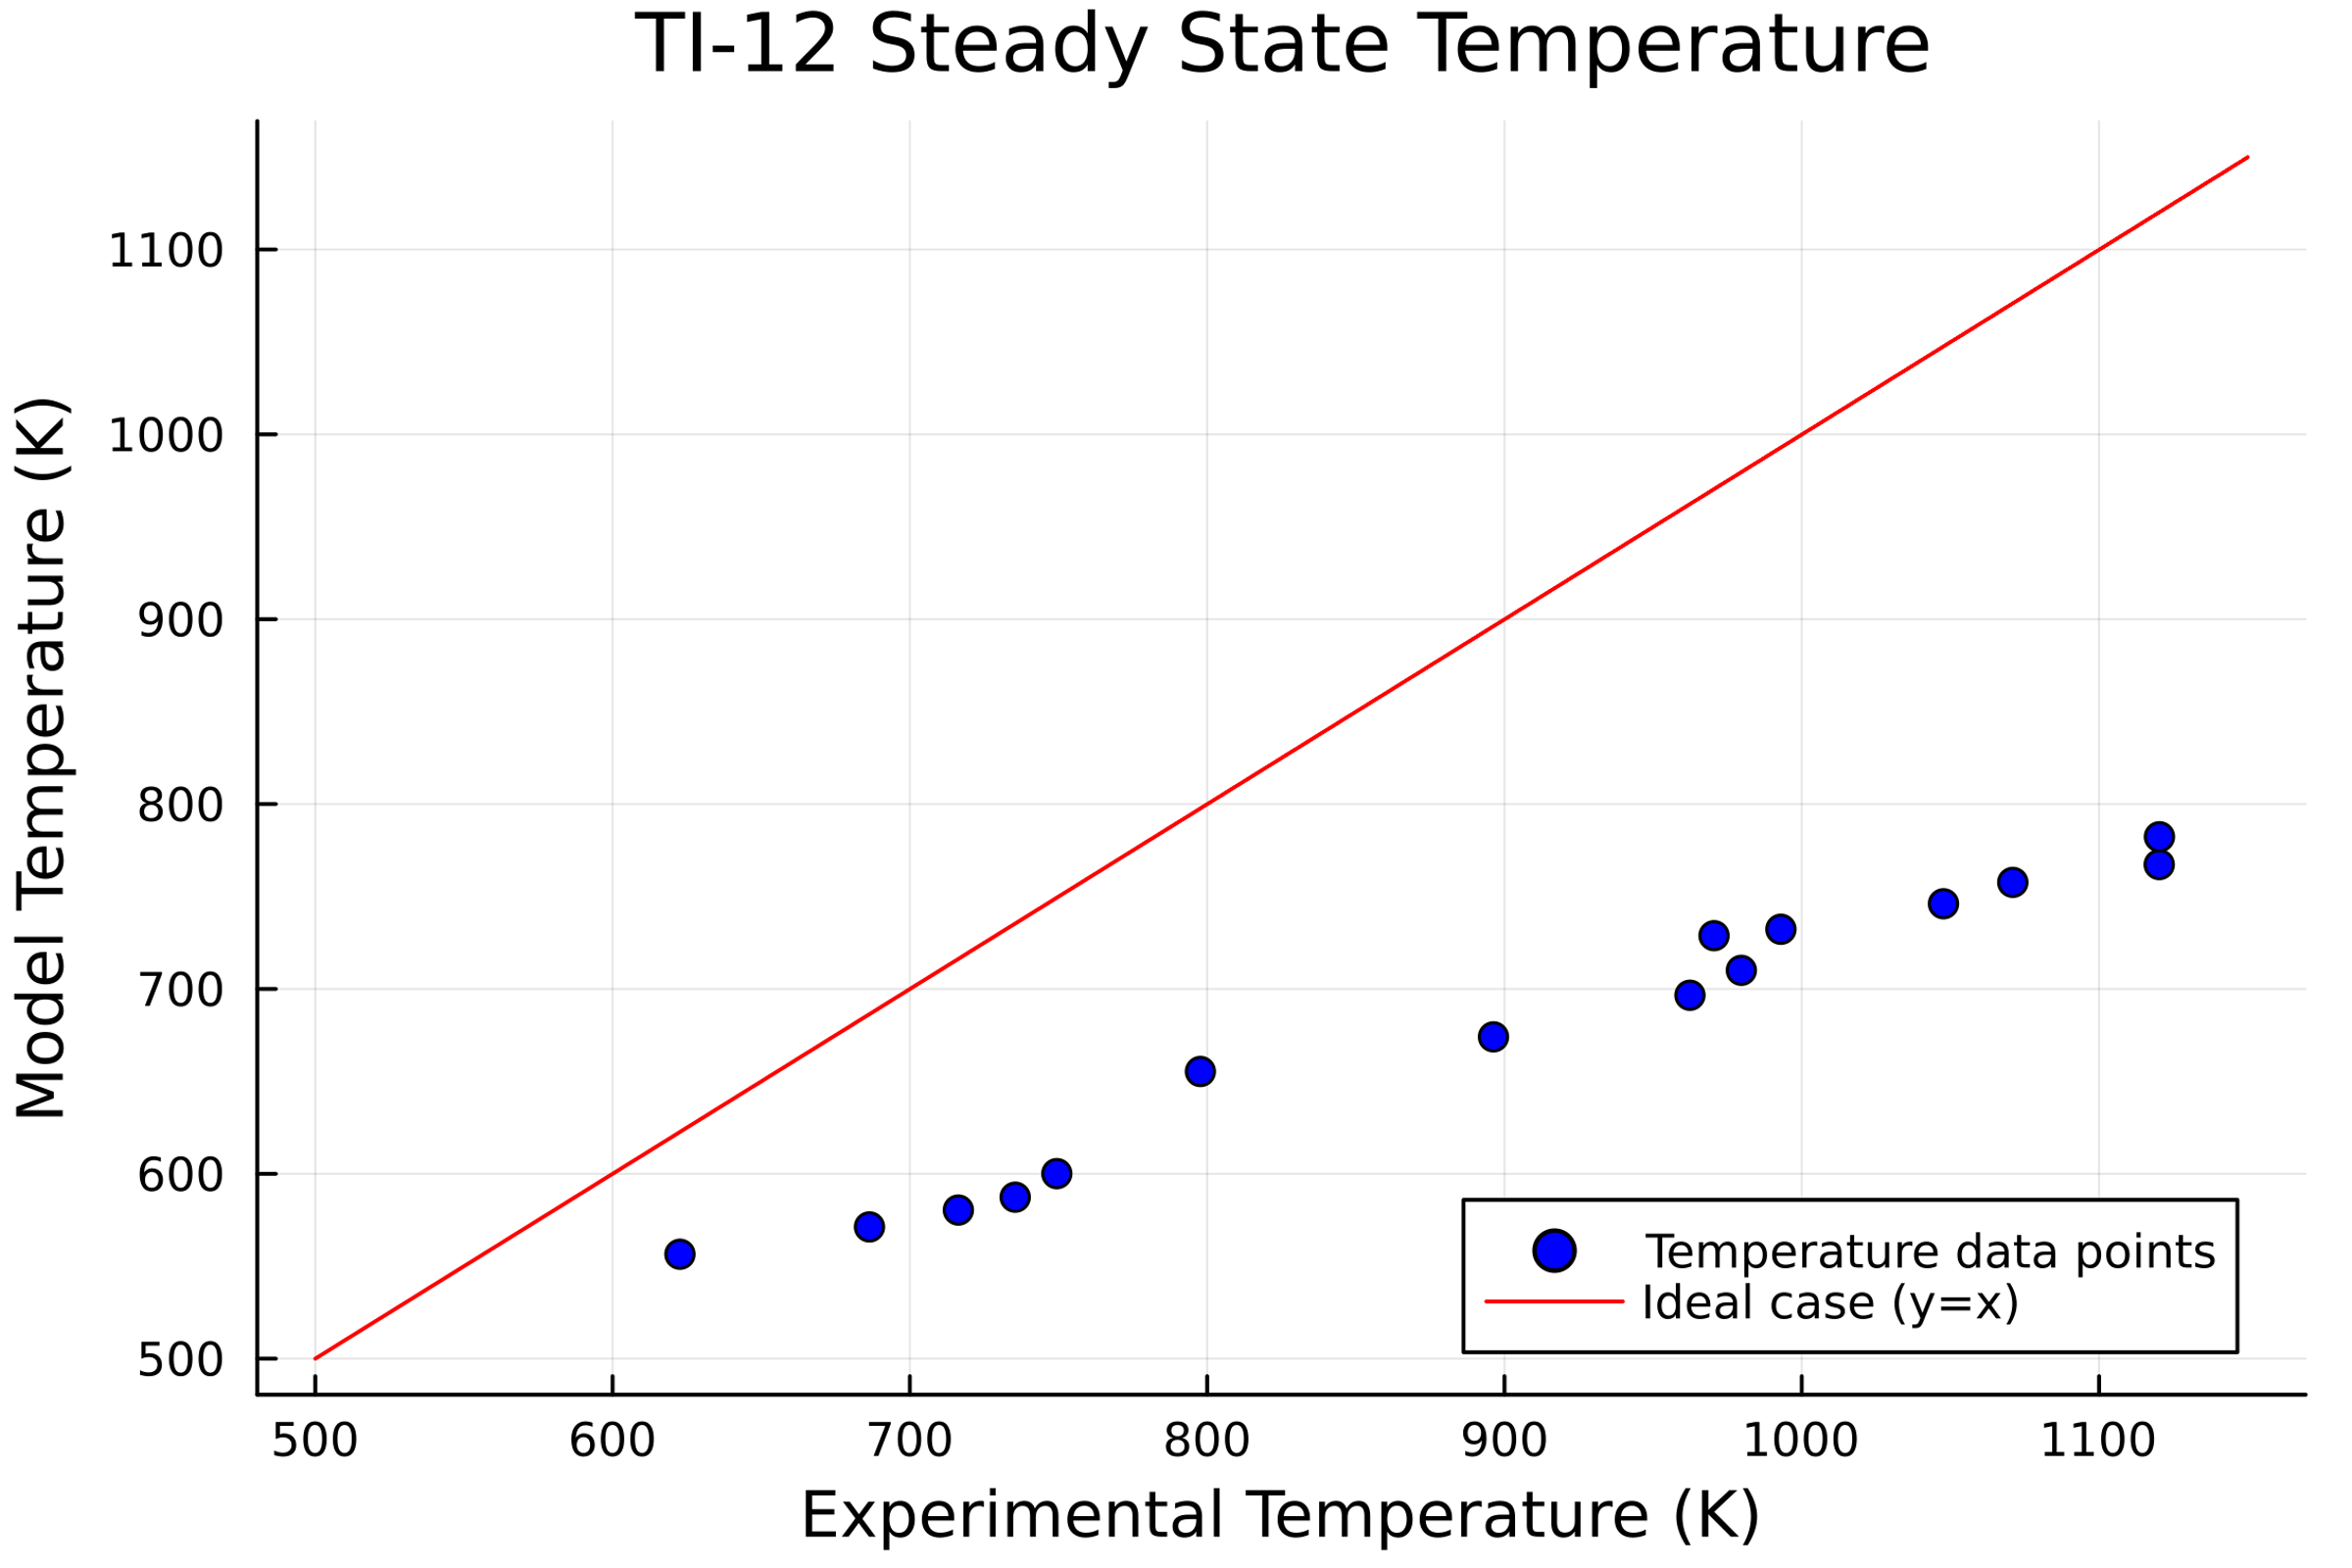 TI-12 Steady State Temperature
Model Temperature (K)
1100
1000
900
800
700
600
500
Temperature data points
Ideal case (y=x)
500 600 700 800 900 1000 1100
Experimental Temperature (K)